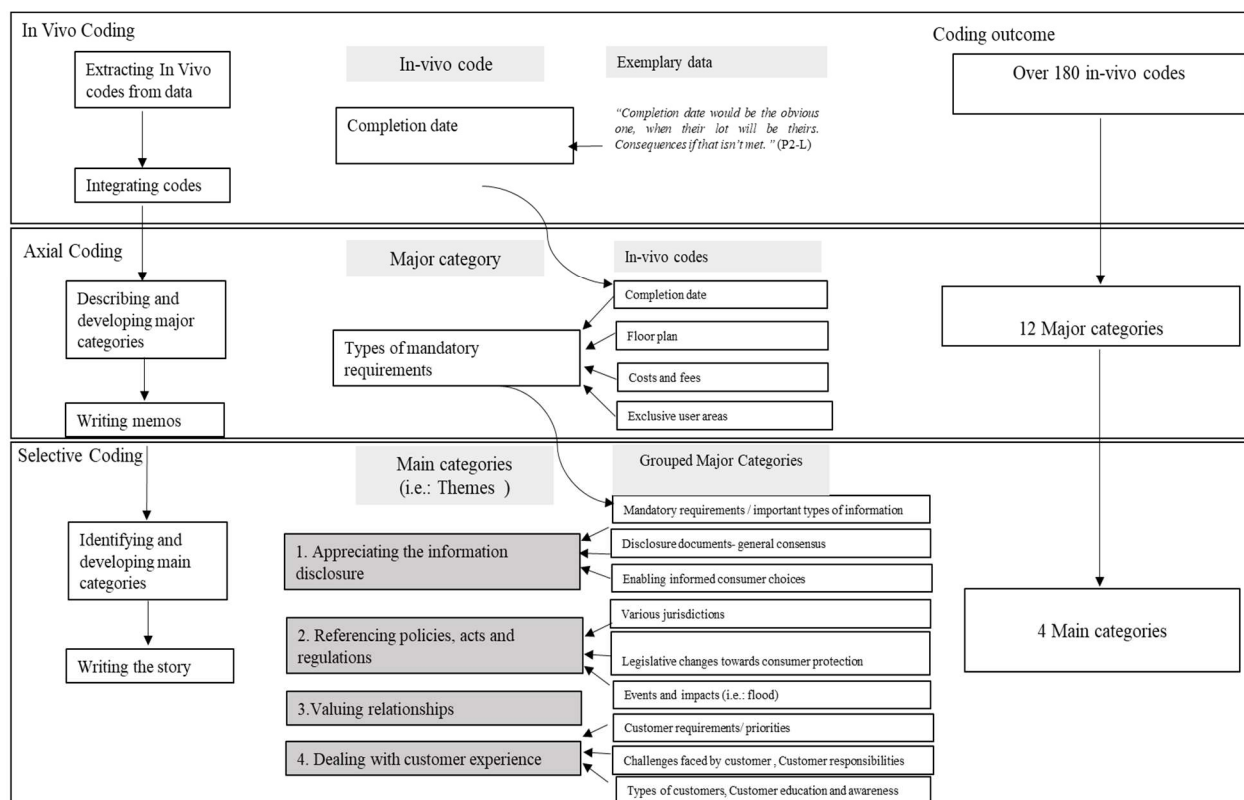 In Vivo Coding
Coding outcome
Extracting In Vivo
codes from data
In-vivo code
Exemplary data
Over 180 in-vivo codes
Completion date
“Completion date would be the obvious
one, when their lot will be theirs.
Consequences if that isn’t met. ” (P2-L)
Integrating codes
Axial Coding
Major category
In-vivo codes
Describing and
developing major
categories
Completion date
12 Major categories
Floor plan
Types of mandatory
requirements
Costs and fees
Writing memos
Exclusive user areas
Selective Coding
Main categories
(i.e.: Themes )
Grouped Major Categories
Mandatory requirements / important types of information
Identifying and
developing main
categories
1. Appreciating the information
disclosure
Disclosure documents- general consensus
Enabling informed consumer choices
Various jurisdictions
4 Main categories
2. Referencing policies, acts and
regulations
Writing the story
Legislative changes towards consumer protection
Events and impacts (i.e.: flood)
3.Valuing relationships
Customer requirements/ priorities
4. Dealing with customer experience
Challenges faced by customer , Customer responsibilities
Types of customers, Customer education and awareness